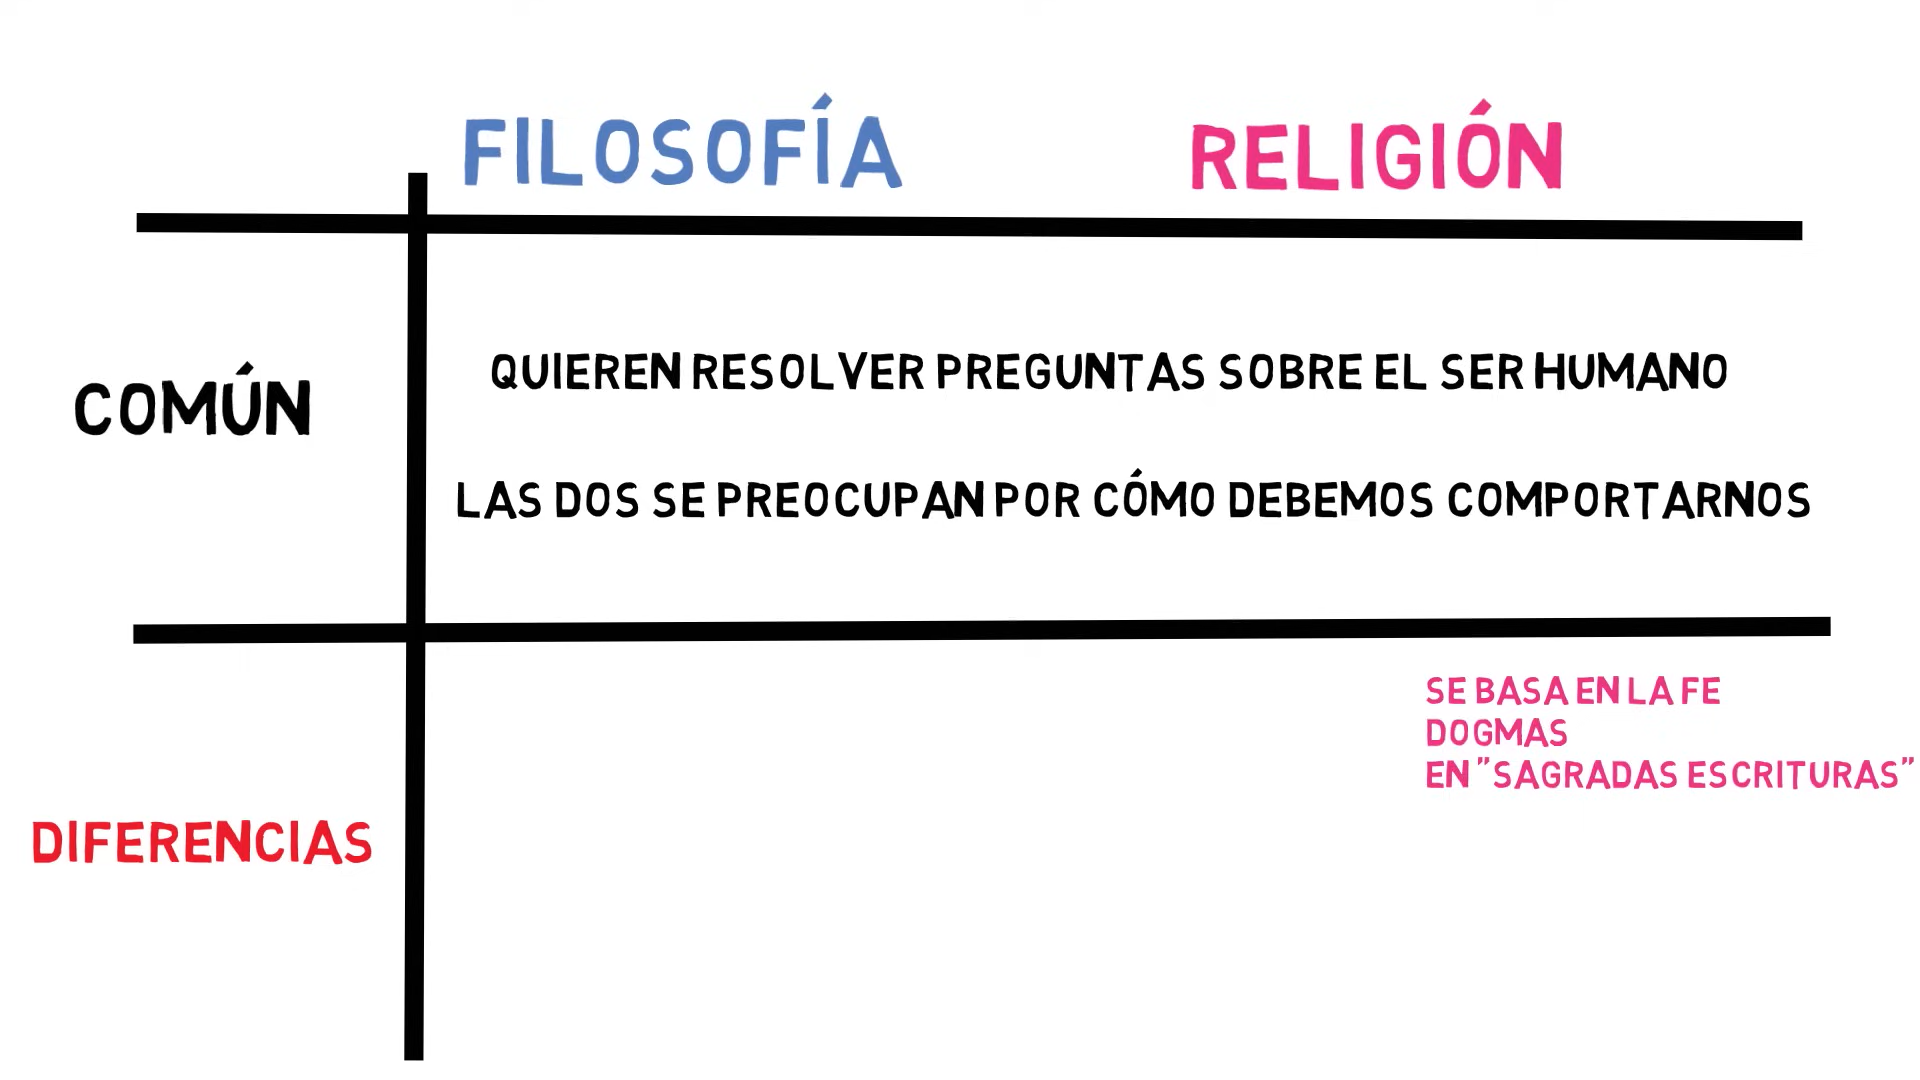 FILOSOFÍA
RELIGIÓN
COMÚN
QUIEREN RESOLVER PREGUNTAS SOBRE EL SER HUMANO
LAS DOS SE PREOCUPAN POR CÓMO DEBEMOS COMPORTARNOS
DIFERENCIAS
SE BASA EN LA FE
DOGMAS
EN "SAGRADAS ESCRITURAS"